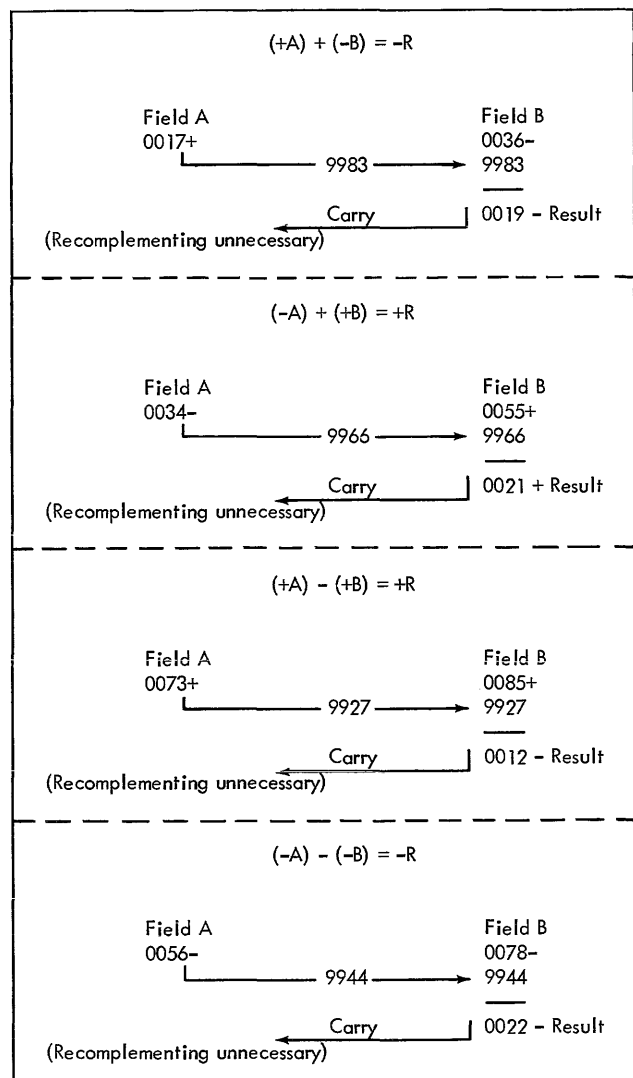 (+A) + (-B) = -R
Field A Field B
0017+ 0036-
9983 9983
Carry 0019 - Result
(Recomplementing unnecessary)
(-A) + (+B) = +R
Field A Field B
0034- 0055+
9966 9966
Carry 0021 + Result
(Recomplementing unnecessary)
(+A) - (+B) = +R
Field A Field B
0073+ 0085+
9927 9927
Carry 0012 - Result
(Recomplementing unnecessary)
(-A) - (-B) = -R
Field A Field B
0056- 0078-
9944 9944
Carry 0022 - Result
(Recomplementing unnecessary)